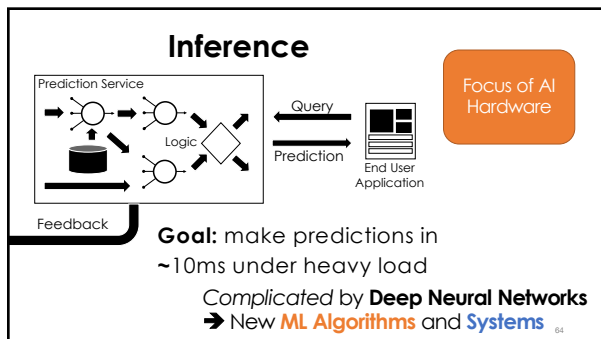 Inference
Prediction Service
Focus of AI
Hardware
Query
Logic
Prediction
End User
Application
Feedback
Goal: make predictions in
~10ms under heavy load
Complicated by Deep Neural Networks
➔ New ML Algorithms and Systems
64